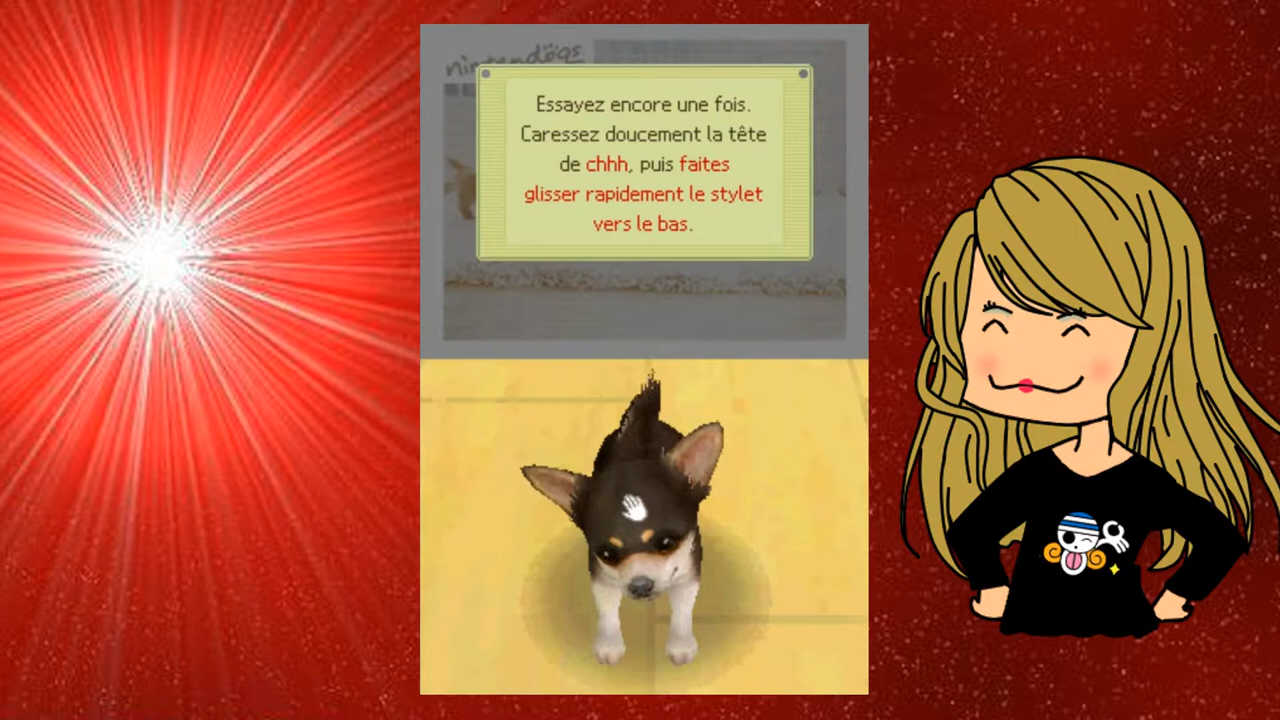 nintendogs
Essayez encore une fois.
Caressez doucement la tête
de chhh, puis faites
glisser rapidement le stylet
vers le bas.